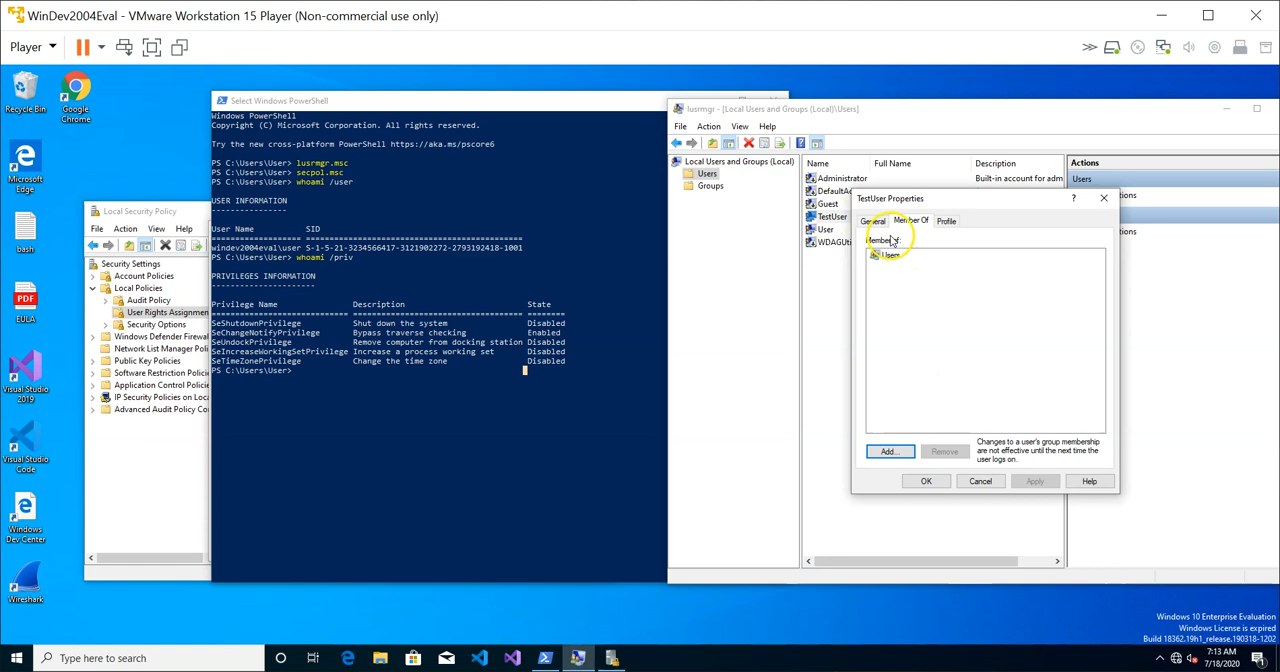 WinDev2004Eval - VMware Workstation 15 Player (Non-commercial use only)
Player
Recycle Bin
Google
Chrome
Microsoft
Edge
bash
PDF
EULA
Visual Studio
2019
Visual Studio
Code
Windows
Dev Center
Wireshark
Local Security Policy
File Action View Help
Security Settings
Account Policies
Local Policies
Audit Policy
User Rights Assignmen
Security Options
Windows Defender Firewal
Network List Manager Poli
Public Key Policies
Software Restriction Policie
Application Control Policie
IP Security Policies on Loca
Advanced Audit Policy Co
Select Windows PowerShell
Windows PowerShell
Copyright (C) Microsoft Corporation. All rights reserved.
Try the new cross-platform PowerShell https://aka.ms/pscore6
PS C:\Users\User> lusrmgr.msc
PS C:\Users\User> secpol.msc
PS C:\Users\User> whoami /user
USER INFORMATION
----------------
User Name SID
windev2004eval\user S-1-5-21-3234566417-3121902272-2793192418-1001
PS C:\Users\User> whoami /priv
PRIVILEGES INFORMATION
----------------------
Privilege Name Description State
SeShutdownPrivilege Shut down the system Disabled
SeChangeNotifyPrivilege Bypass traverse checking Enabled
SeUndockPrivilege Remove computer from docking station Disabled
SeIncreaseWorkingSetPrivilege Increase a process working set Disabled
SeTimeZonePrivilege Change the time zone Disabled
PS C:\Users\User>
lusrmgr - [Local Users and Groups (Local)\Users]
File Action View Help
Local Users and Groups (Local)
Users
Groups
Name Full Name Description
Administrator Built-in account for adm
DefaultAc
Guest
TestUser
User
WDAGUti
Actions
Users
ctions
ctions
TestUser Properties
General Member Of Profile
Users
Add... Remove
Changes to a user's group membership
are not effective until the next time the
user logs on.
OK Cancel Apply Help
Windows 10 Enterprise Evaluation
Windows License is expired
Build 18362.19h1_release.190318-1202
Type here to search
7:13 AM
7/18/2020